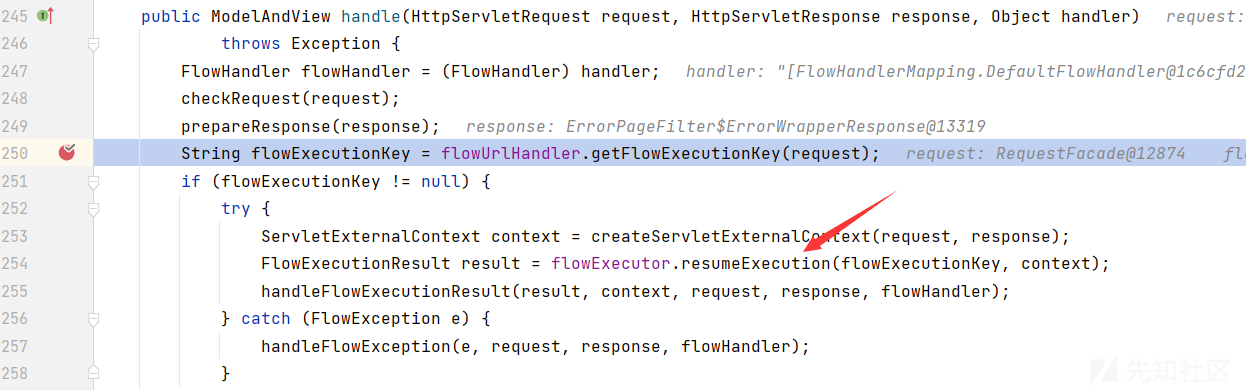 245 public ModelAndView handle(HttpServletRequest request, HttpServletResponse response, Object handler) request:
246 throws Exception {
247 FlowHandler flowHandler = (FlowHandler) handler; handler: "[FlowHandlerMapping.DefaultFlowHandler@1c6cfd2
248 checkRequest(request);
249 prepareResponse(response); response: ErrorPageFilter$ErrorWrapperResponse@13319
250 String flowExecutionKey = flowUrlHandler.getFlowExecutionKey(request); request: RequestFacade@12874 fl
251 if (flowExecutionKey != null) {
252 try {
253 ServletExternalContext context = createServletExternalContext(request, response);
254 FlowExecutionResult result = flowExecutor.resumeExecution(flowExecutionKey, context);
255 handleFlowExecutionResult(result, context, request, response, flowHandler);
256 } catch (FlowException e) {
257 handleFlowException(e, request, response, flowHandler);
258 }
先知社区